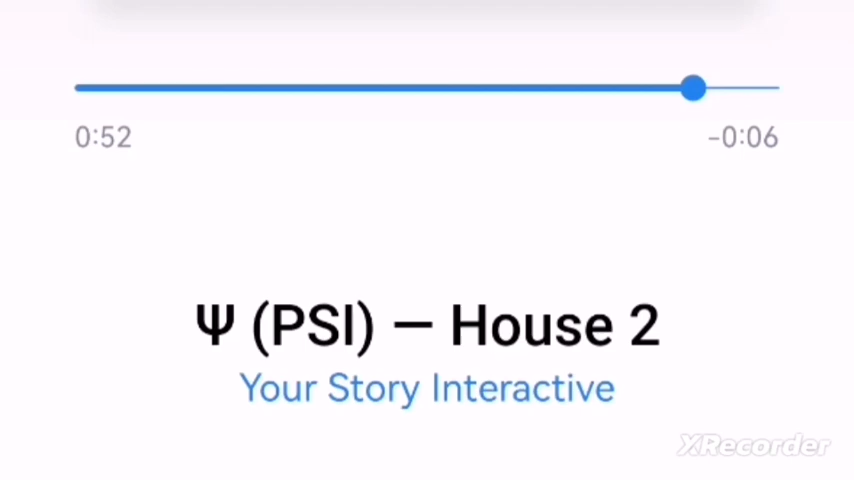 0:52 -0:06
Ψ (PSI) — House 2
Your Story Interactive
XRecorder